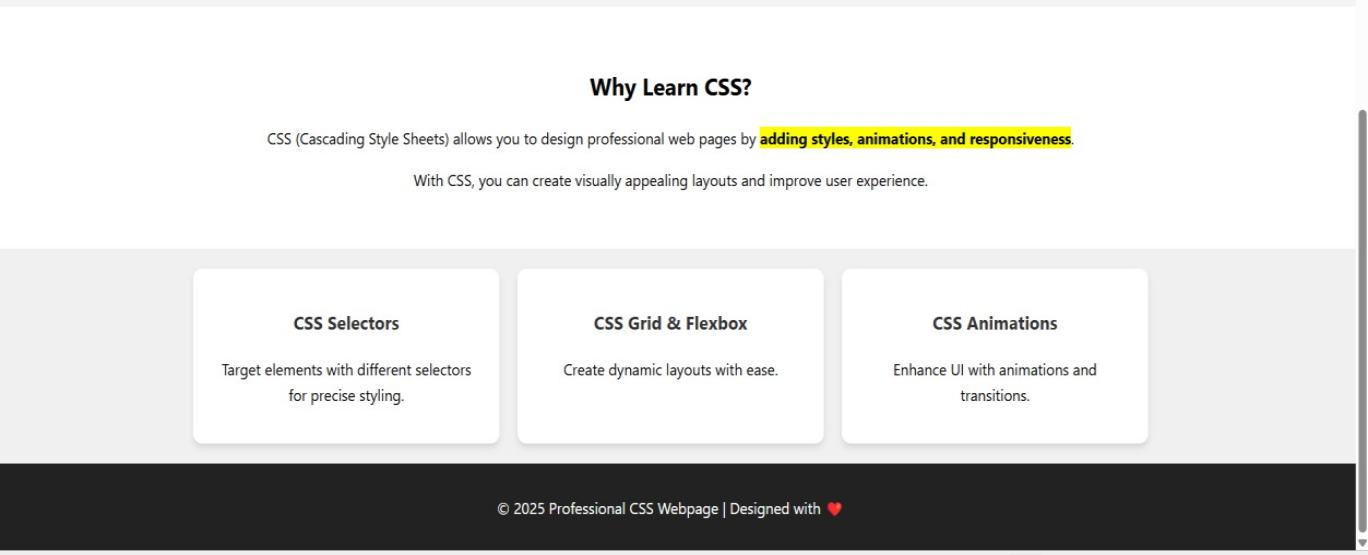 Why Learn CSS?
CSS (Cascading Style Sheets) allows you to design professional web pages by adding styles, animations, and responsiveness.
With CSS, you can create visually appealing layouts and improve user experience.
CSS Selectors
Target elements with different selectors
for precise styling.
CSS Grid & Flexbox
Create dynamic layouts with ease.
CSS Animations
Enhance UI with animations and
transitions.
© 2025 Professional CSS Webpage | Designed with ❤️